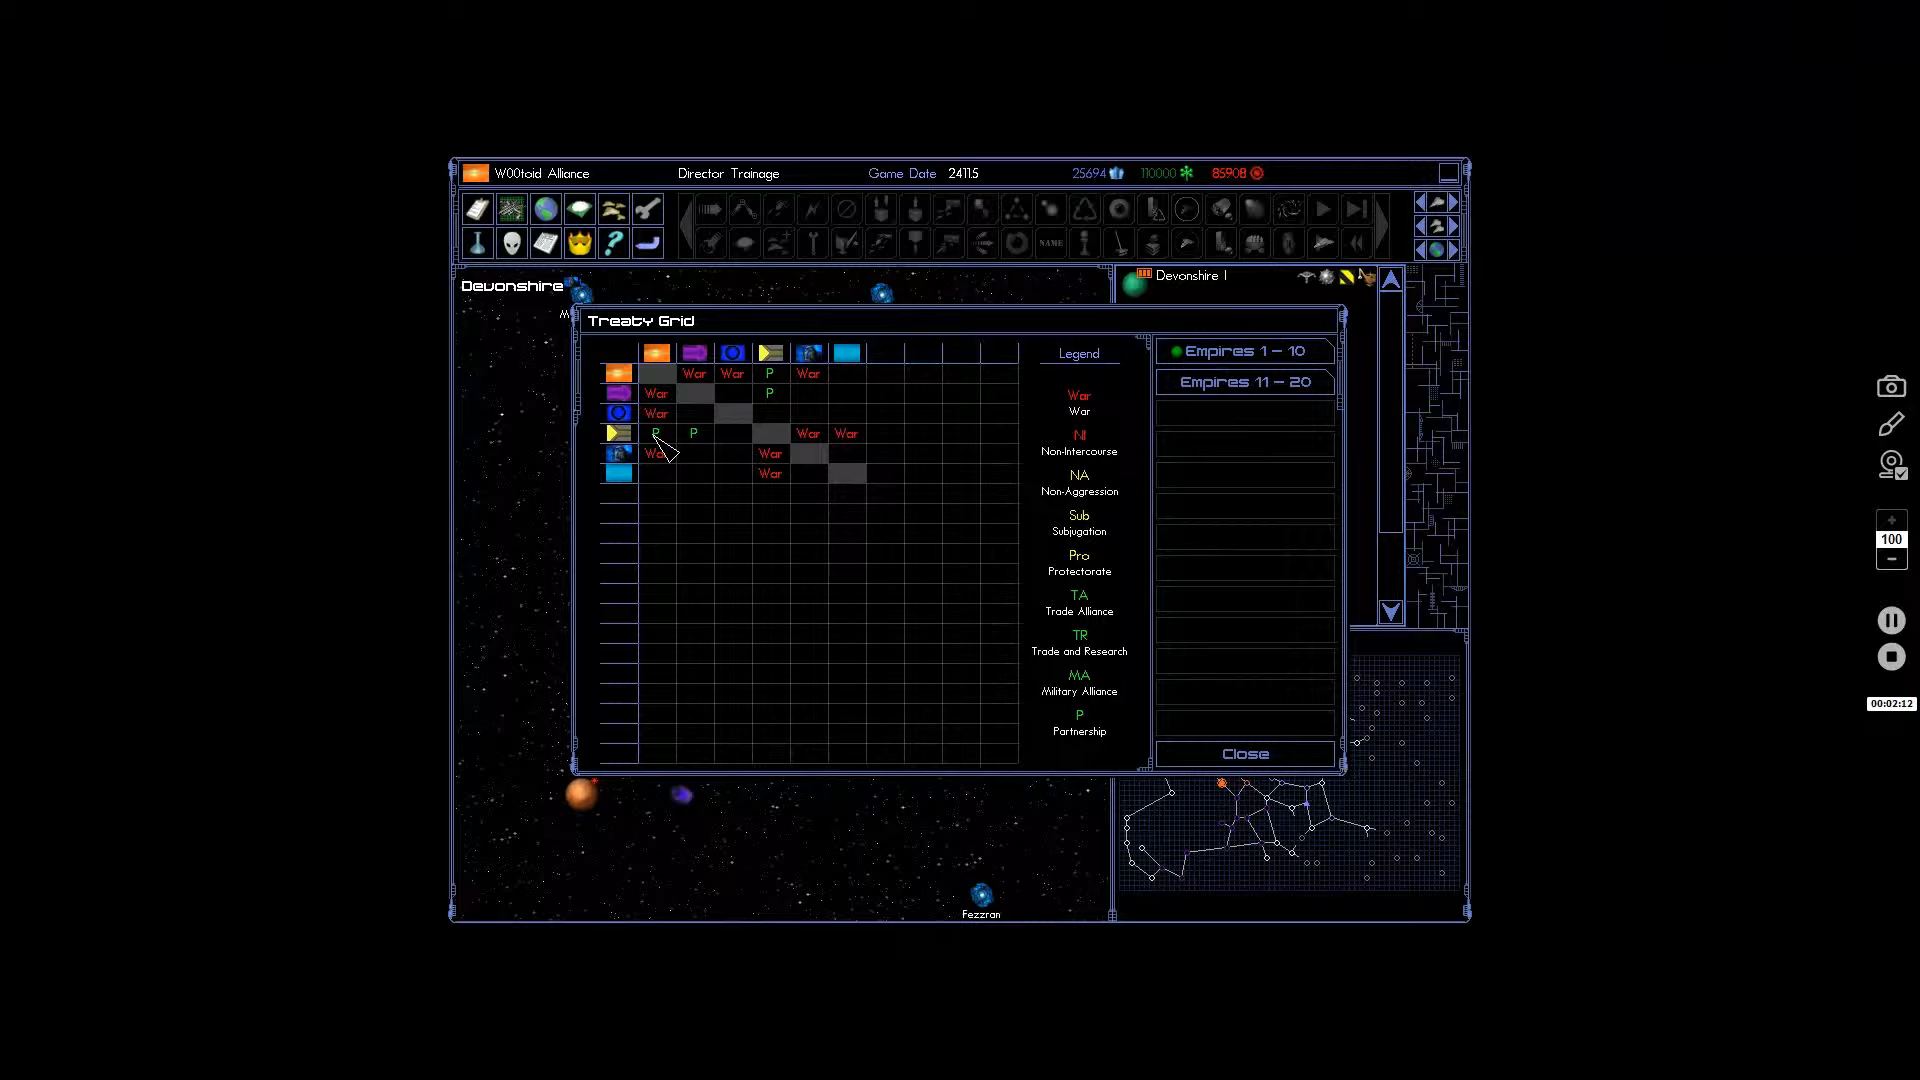 W00toid Alliance Director Trainage Game Date 2411.5 25694 110000 85908
NAME
Devonshire
Devonshire I
M
Treaty Grid
War War P War
War P
War
P P War War
War War
War
Legend
War
War
NI
Non-Intercourse
NA
Non-Aggression
Sub
Subjugation
Pro
Protectorate
TA
Trade Alliance
TR
Trade and Research
MA
Military Alliance
P
Partnership
Empires 1 - 10
Empires 11 - 20
Close
Fezzran
+
100
-
00:02:12